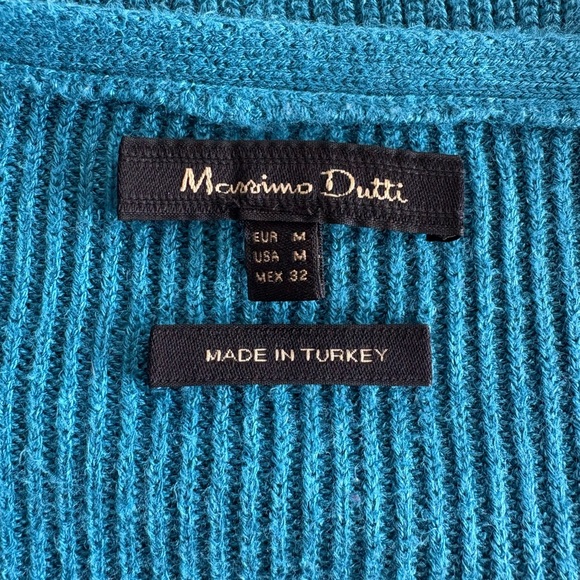 Massimo Dutti
EUR M
USA M
MEX 32
MADE IN TURKEY